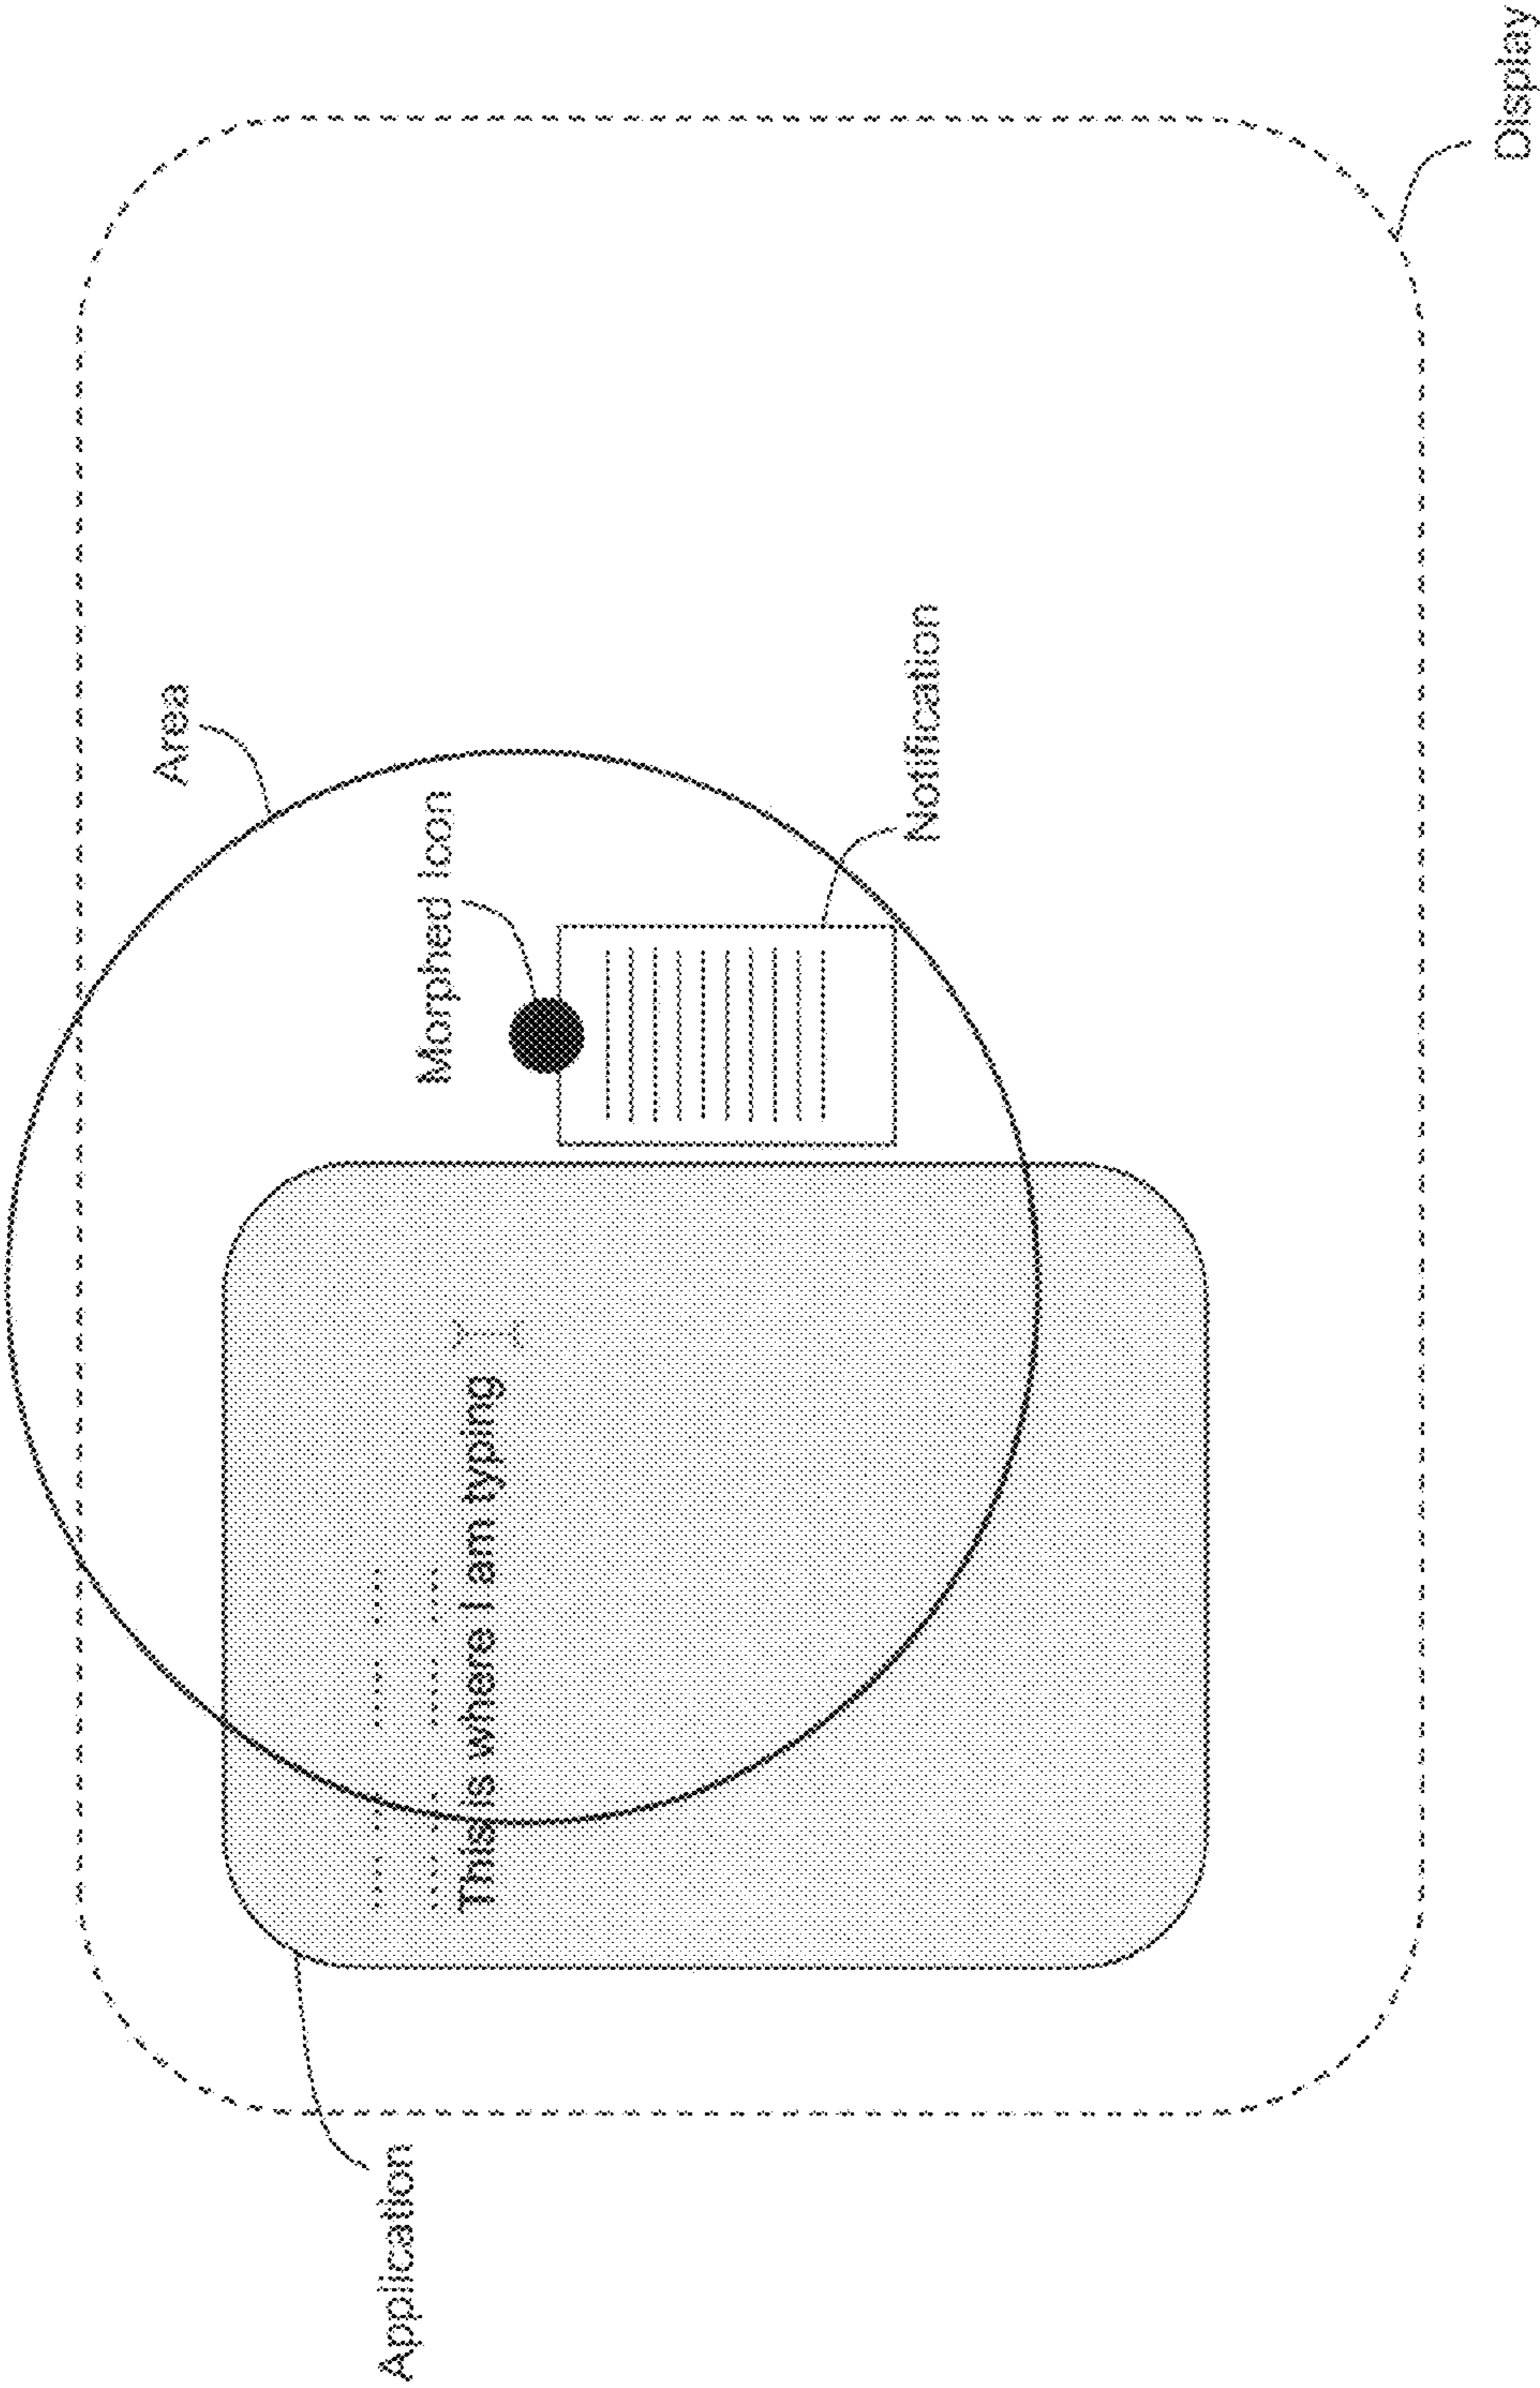 Area
Morphed Icon
Application
This is where I am typing
Notification
Display